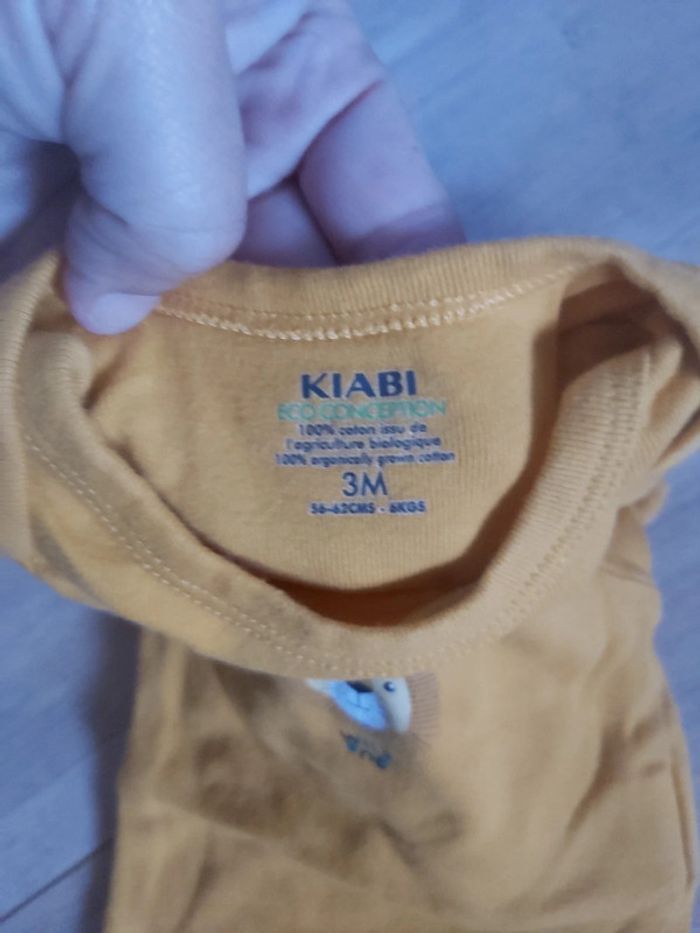 KIABI
ECO CONCEPTION
100% coton issu de
l'agriculture biologique
100% organically grown cotton
3M
56-62CMS - 6KGS